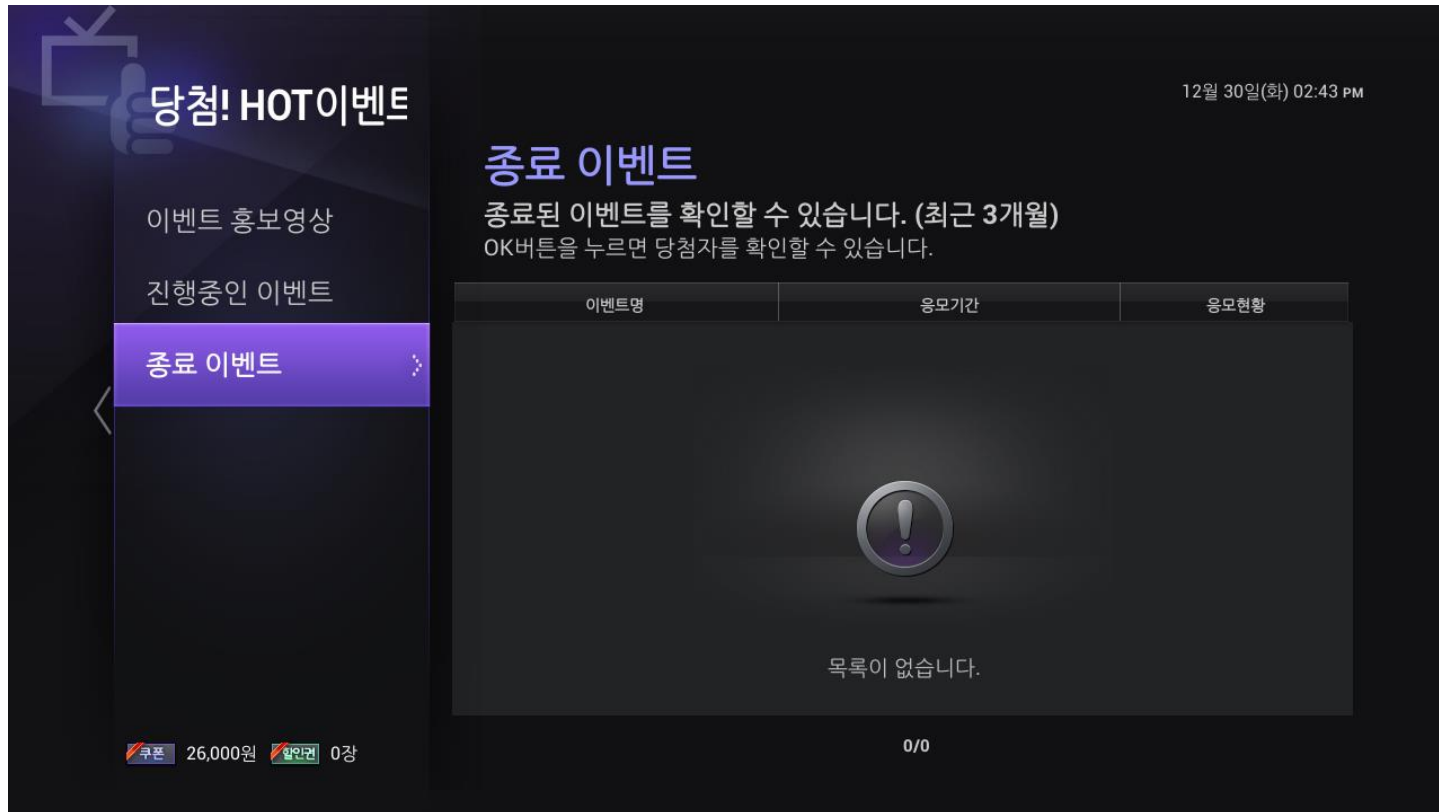 당첨! HOT이벤트
12월 30일(화) 02:43 PM
이벤트 홍보영상
진행중인 이벤트
종료 이벤트
종료 이벤트
종료된 이벤트를 확인할 수 있습니다. (최근 3개월)
OK버튼을 누르면 당첨자를 확인할 수 있습니다.
이벤트명 응모기간 응모현황
목록이 없습니다.
0/0
쿠폰 26,000원 할인권 0장